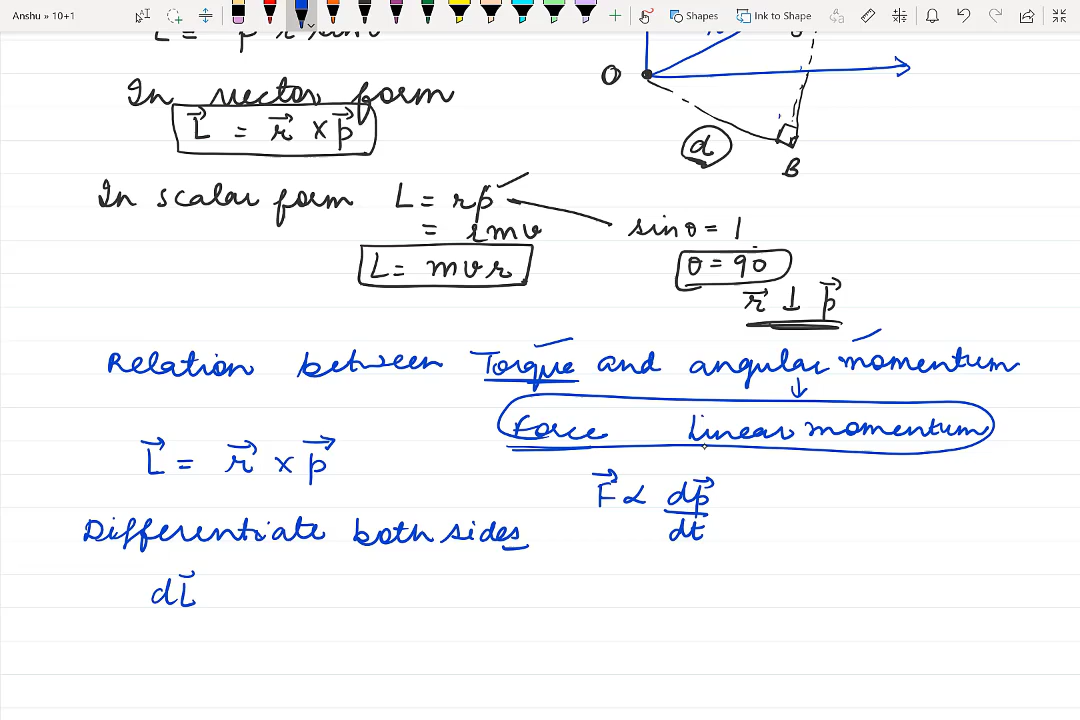 Anshu » 10+1
Shapes
Ink to Shape
O
In vector form
L⃗ = r⃗ × p⃗
d
B
In scalar form L = rp
= rmv
L = mvr
sinθ = 1
θ = 90°
r⃗ ⊥ p⃗
Relation between Torque and angular momentum
Force Linear momentum
L⃗ = r⃗ × p⃗
F⃗ ∝ dp⃗/dt
Differentiate both sides
dL⃗